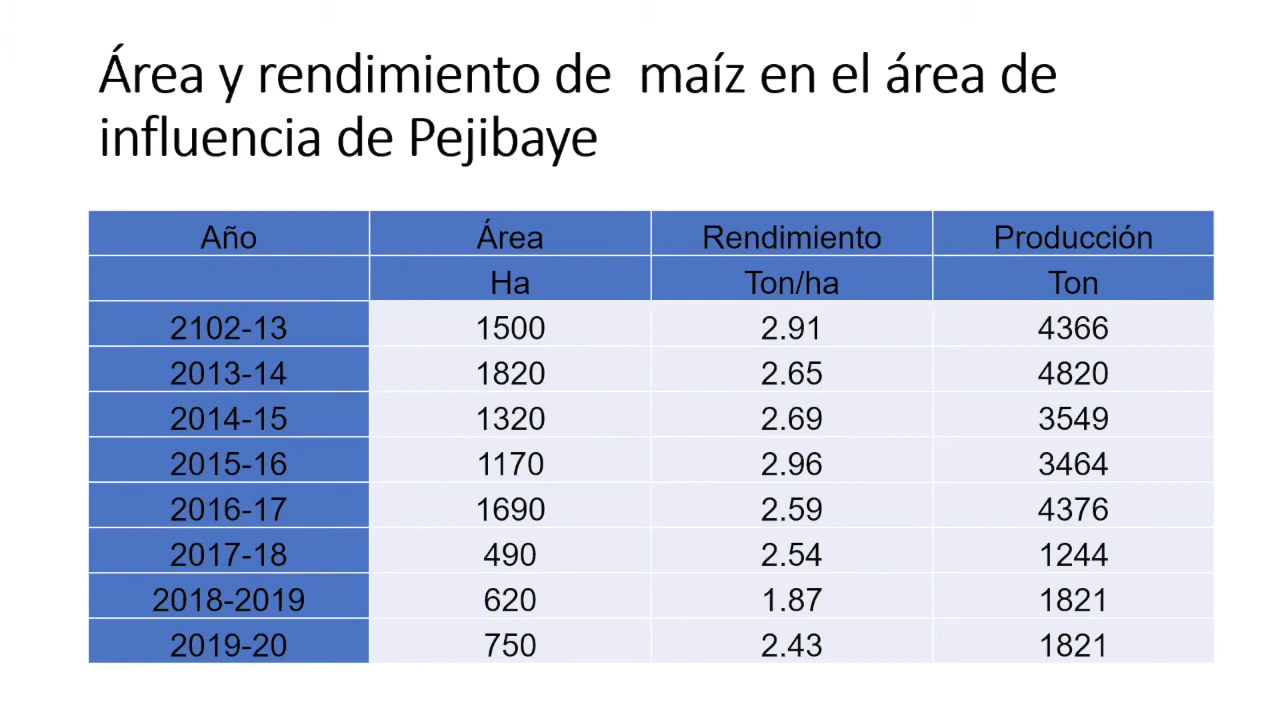 Área y rendimiento de  maíz en el área de
influencia de Pejibaye
Año Área Rendimiento Producción
Ha Ton/ha Ton
2102-13 1500 2.91 4366
2013-14 1820 2.65 4820
2014-15 1320 2.69 3549
2015-16 1170 2.96 3464
2016-17 1690 2.59 4376
2017-18 490 2.54 1244
2018-2019 620 1.87 1821
2019-20 750 2.43 1821